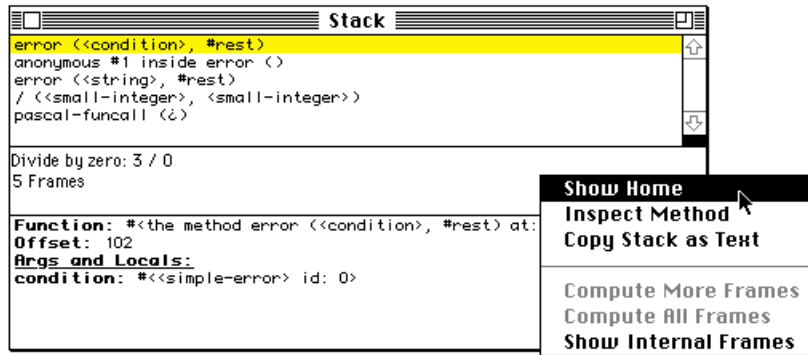 Stack
error (<condition>, #rest)
anonymous #1 inside error ()
error (<string>, #rest)
/ (<small-integer>, <small-integer>)
pascal-funcall (¿)
Divide by zero: 3 / 0
5 Frames
Function: #<the method error (<condition>, #rest) at:
Offset: 102
Args and Locals:
condition: #<<simple-error> id: 0>
Show Home
Inspect Method
Copy Stack as Text
Compute More Frames
Compute All Frames
Show Internal Frames